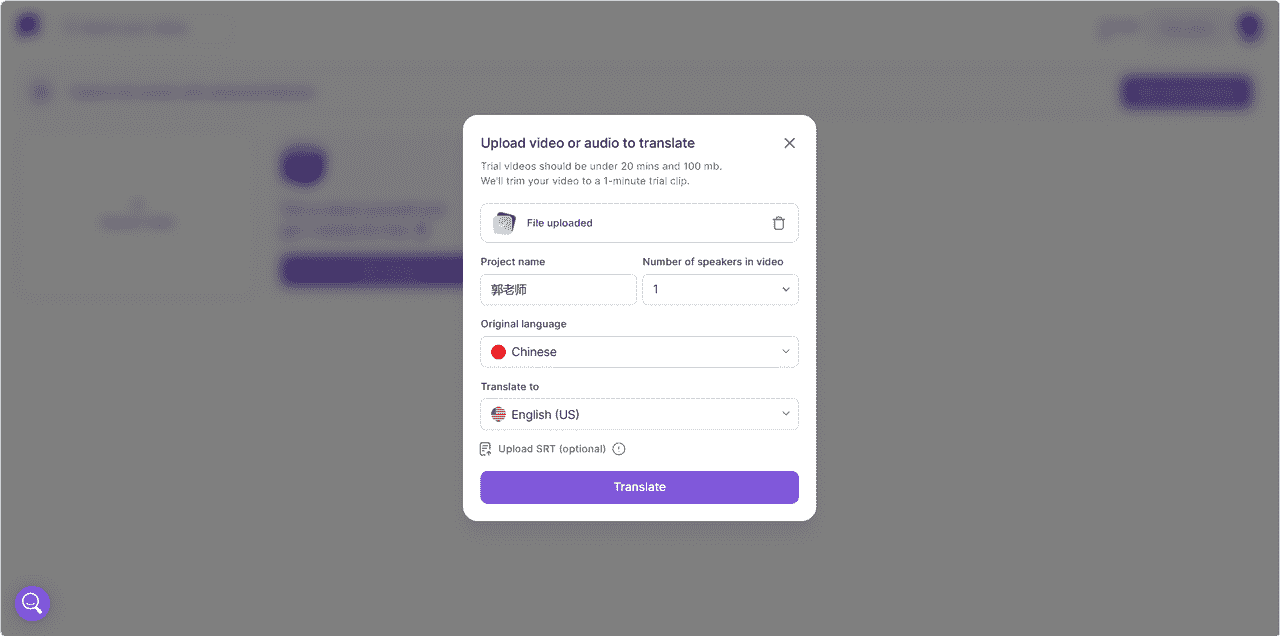 Upload video or audio to translate
Trial videos should be under 20 mins and 100 mb.
We'll trim your video to a 1-minute trial clip.
File uploaded
Project name
Number of speakers in video
郭老师
1
Original language
Chinese
Translate to
English (US)
Upload SRT (optional)
Translate